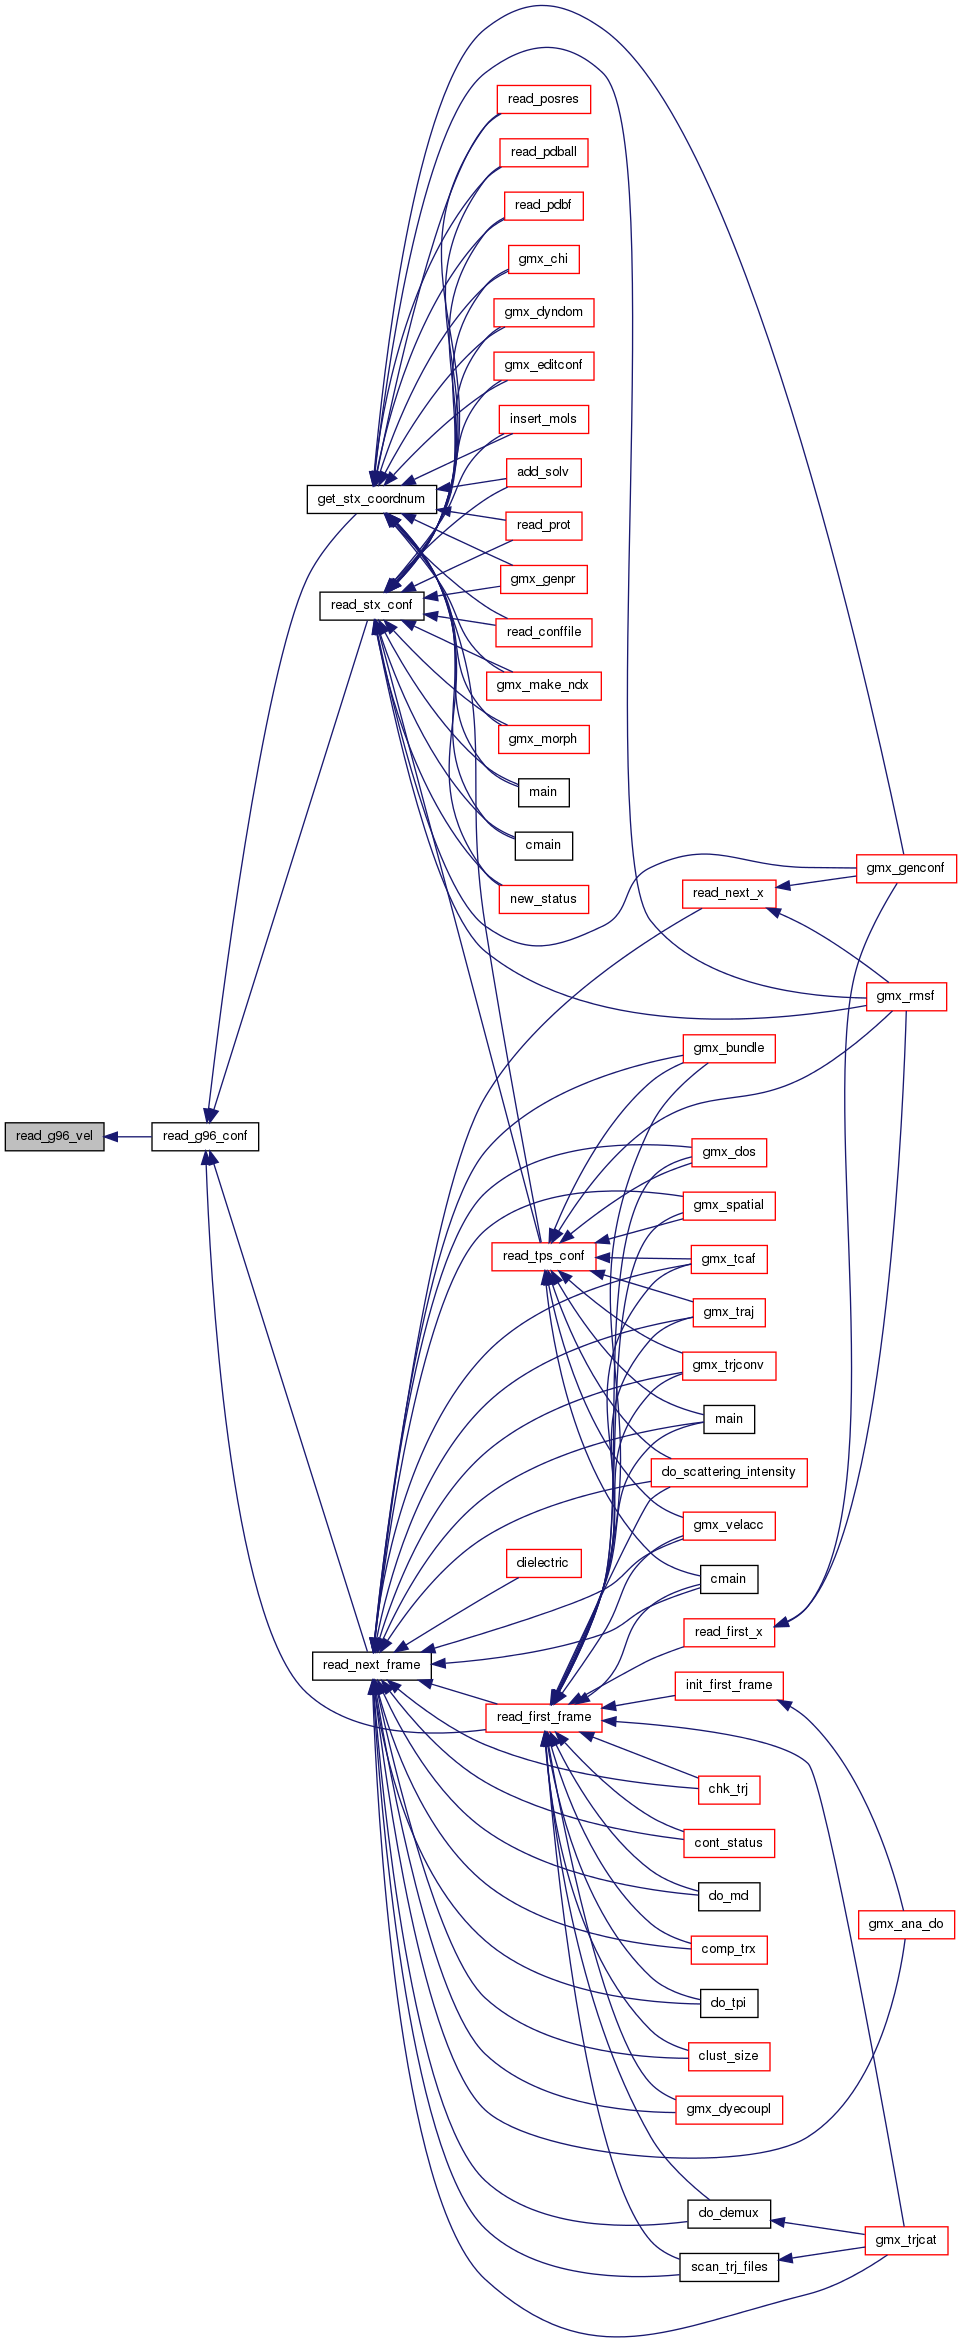 read_posres
read_pdball
read_pdbf
gmx_chi
gmx_dyndom
gmx_editconf
insert_mols
add_solv
get_stx_coordnum
read_prot
gmx_genpr
read_stx_conf
read_conffile
gmx_make_ndx
gmx_morph
main
cmain
gmx_genconf
read_next_x
new_status
gmx_rmsf
gmx_bundle
read_g96_vel
read_g96_conf
gmx_dos
gmx_spatial
read_tps_conf
gmx_tcaf
gmx_traj
gmx_trjconv
main
do_scattering_intensity
gmx_velacc
dielectric
cmain
read_first_x
read_next_frame
init_first_frame
read_first_frame
chk_trj
cont_status
do_md
gmx_ana_do
comp_trx
do_tpi
clust_size
gmx_dyecoupl
do_demux
gmx_trjcat
scan_trj_files